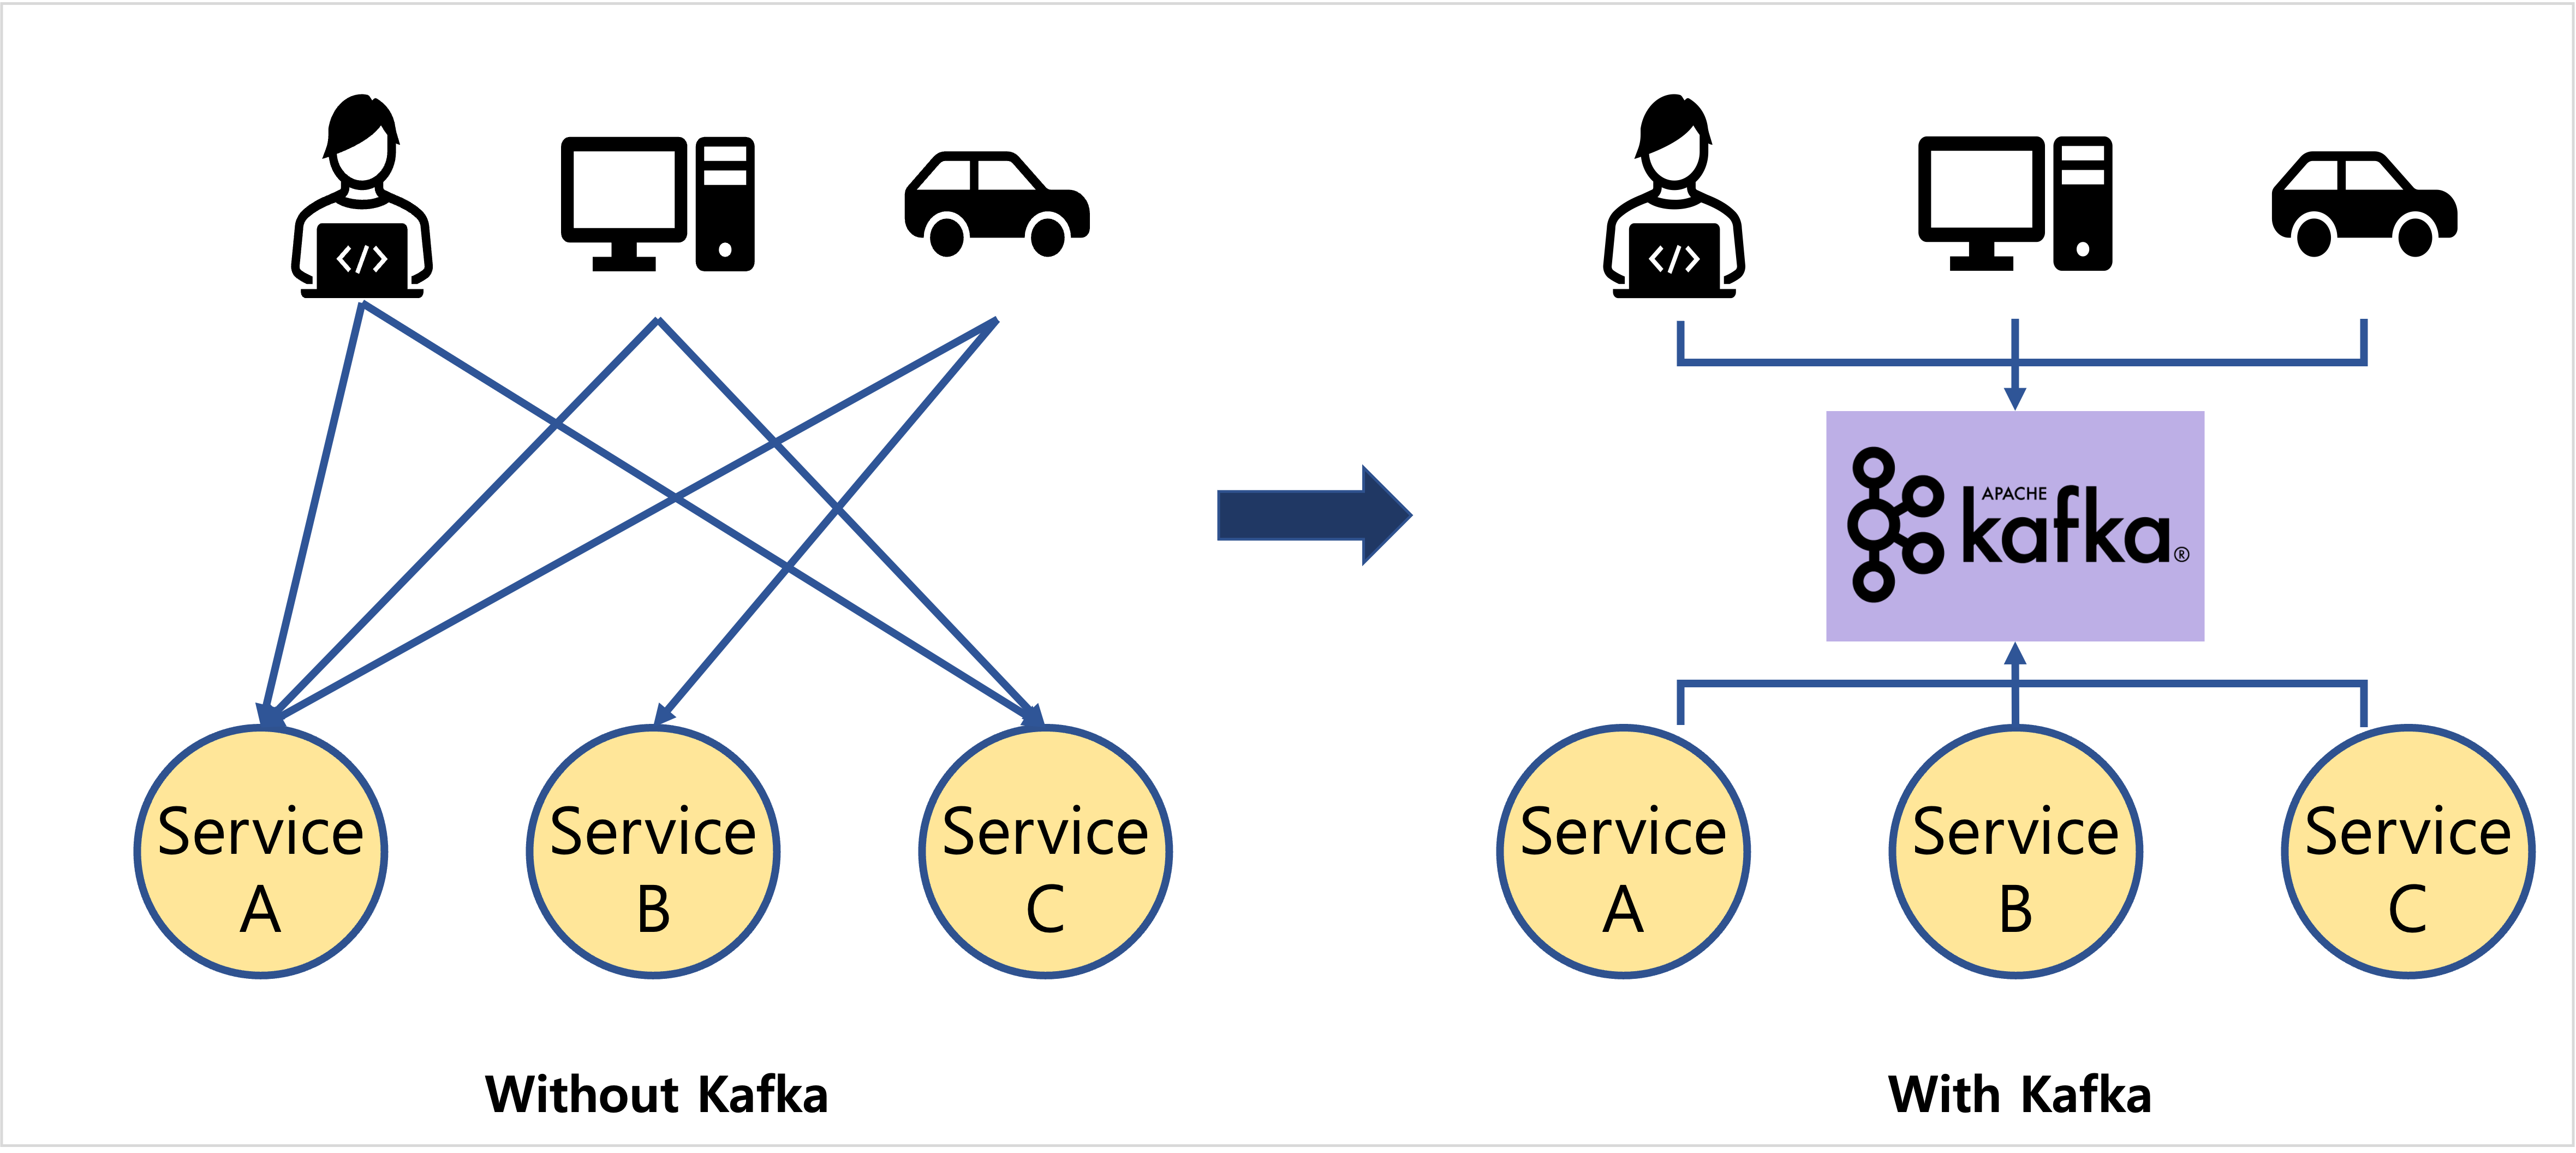 </>
</>
APACHE
kafka®
Service
A
Service
B
Service
C
Service
A
Service
B
Service
C
Without Kafka
With Kafka